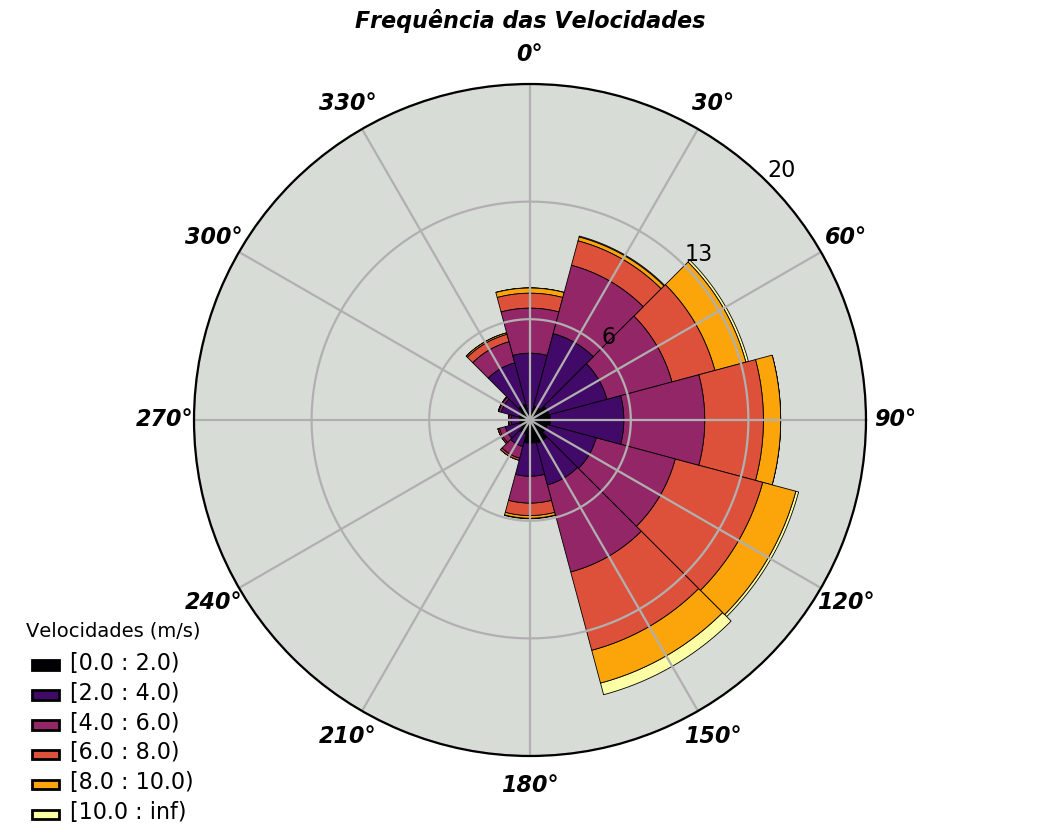 Frequência das Velocidades
0°
330°
30°
20
300°
60°
13
6
270°
90°
240°
120°
210°
150°
180°
Velocidades (m/s)
[0.0 : 2.0)
[2.0 : 4.0)
[4.0 : 6.0)
[6.0 : 8.0)
[8.0 : 10.0)
[10.0 : inf)